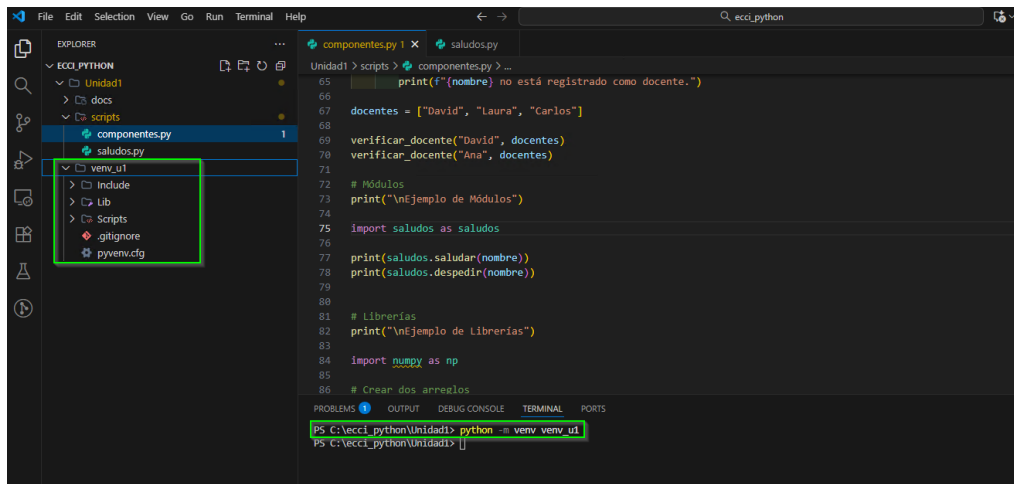 File Edit Selection View Go Run Terminal Help
ecci_python
EXPLORER
ECCI_PYTHON
Unidad1
docs
scripts
componentes.py 1
saludos.py
venv_u1
Include
Lib
Scripts
.gitignore
pyvenv.cfg
componentes.py 1 saludos.py
Unidad1 > scripts > componentes.py > ...
65 print(f"{nombre} no está registrado como docente.")
66
67 docentes = ["David", "Laura", "Carlos"]
68
69 verificar_docente("David", docentes)
70 verificar_docente("Ana", docentes)
71
72 # Módulos
73 print("\nEjemplo de Módulos")
74
75 import saludos as saludos
76
77 print(saludos.saludar(nombre))
78 print(saludos.despedir(nombre))
79
80
81 # Librerías
82 print("\nEjemplo de Librerías")
83
84 import numpy as np
85
86 # Crear dos arreglos
PROBLEMS 1 OUTPUT DEBUG CONSOLE TERMINAL PORTS
PS C:\ecci_python\Unidad1> python -m venv venv_u1
PS C:\ecci_python\Unidad1>